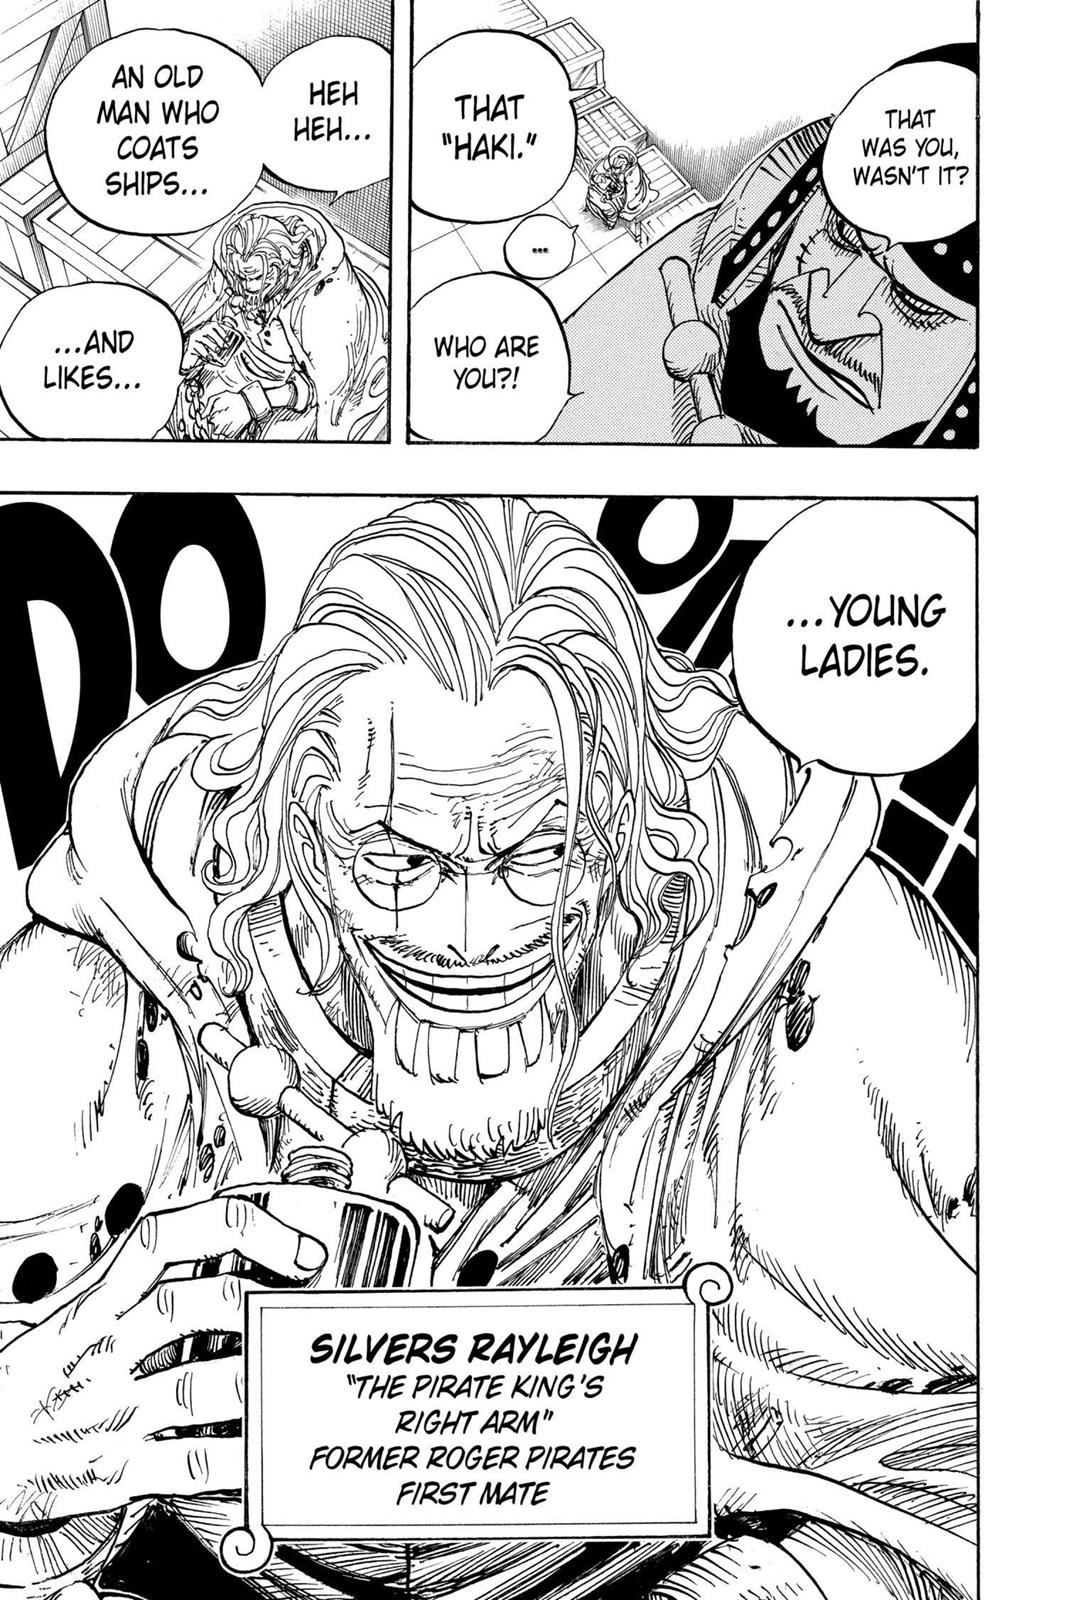 THAT
WAS YOU,
WASN'T IT?
THAT
"HAKI."
...
WHO ARE
YOU?!
HEH
HEH...
AN OLD
MAN WHO
COATS
SHIPS...
...AND
LIKES...
...YOUNG
LADIES.
SILVERS RAYLEIGH
"THE PIRATE KING'S
RIGHT ARM"
FORMER ROGER PIRATES
FIRST MATE